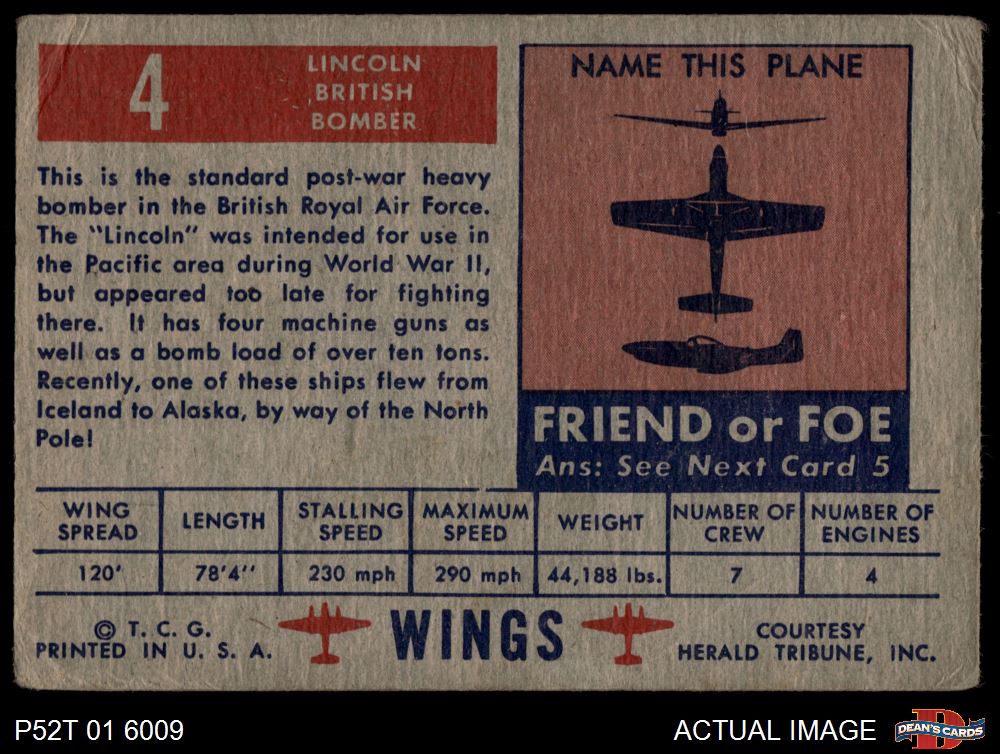 4
LINCOLN
BRITISH
BOMBER
This is the standard post-war heavy
bomber in the British Royal Air Force.
The "Lincoln" was intended for use in
the Pacific area during World War II,
but appeared too late for fighting
there. It has four machine guns as
well as a bomb load of over ten tons.
Recently, one of these ships flew from
Iceland to Alaska, by way of the North
Pole!
NAME THIS PLANE
FRIEND or FOE
Ans: See Next Card 5
WING SPREAD
LENGTH
STALLING SPEED
MAXIMUM SPEED
WEIGHT
NUMBER OF CREW
NUMBER OF ENGINES
120'
78'4"
230 mph
290 mph
44,188 lbs.
7
4
© T. C. G.
PRINTED IN U. S. A.
WINGS
COURTESY
HERALD TRIBUNE, INC.
P52T 01 6009
ACTUAL IMAGE
D
DEAN'S CARDS